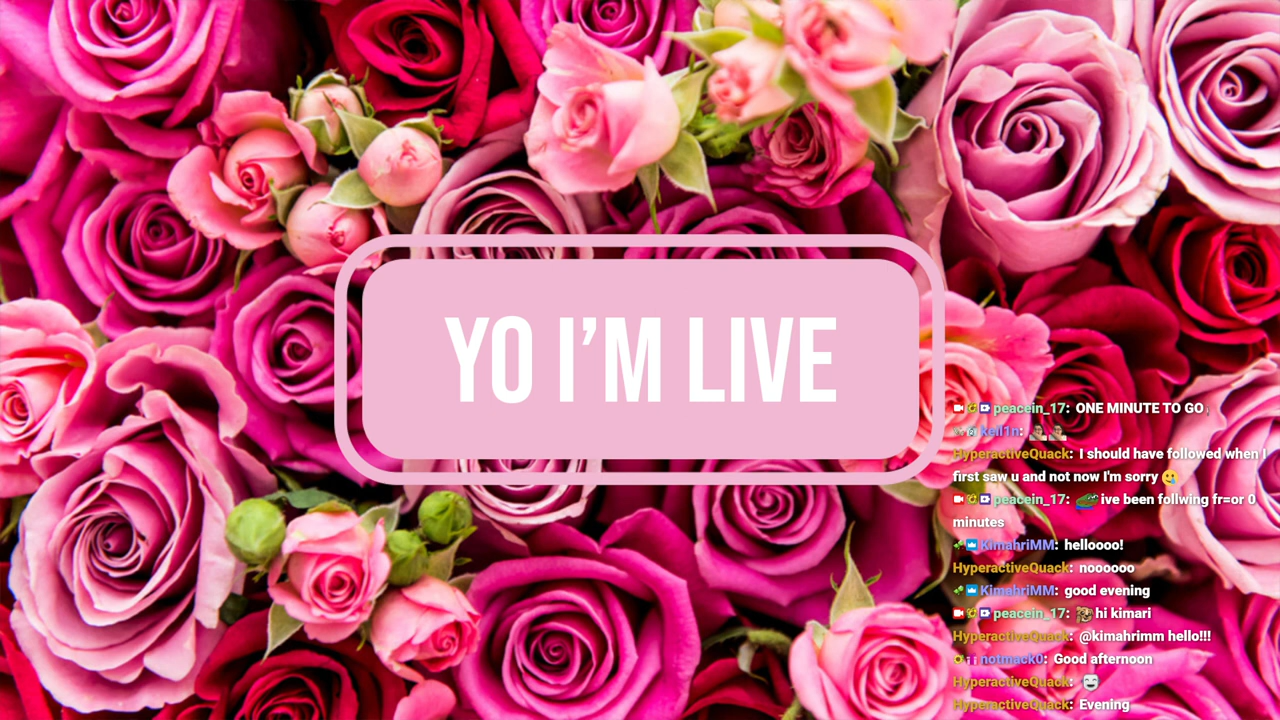 YO I'M LIVE
peacein_17: ONE MINUTE TO GO
kell1n:
HyperactiveQuack: I should have followed when I
first saw u and not now I'm sorry
peacein_17: ive been follwing fr=or 0
minutes
KimahriMM: helloooo!
HyperactiveQuack: noooooo
KimahriMM: good evening
peacein_17: hi kimari
HyperactiveQuack: @kimahrimm hello!!!
notmack0: Good afternoon
HyperactiveQuack:
HyperactiveQuack: Evening